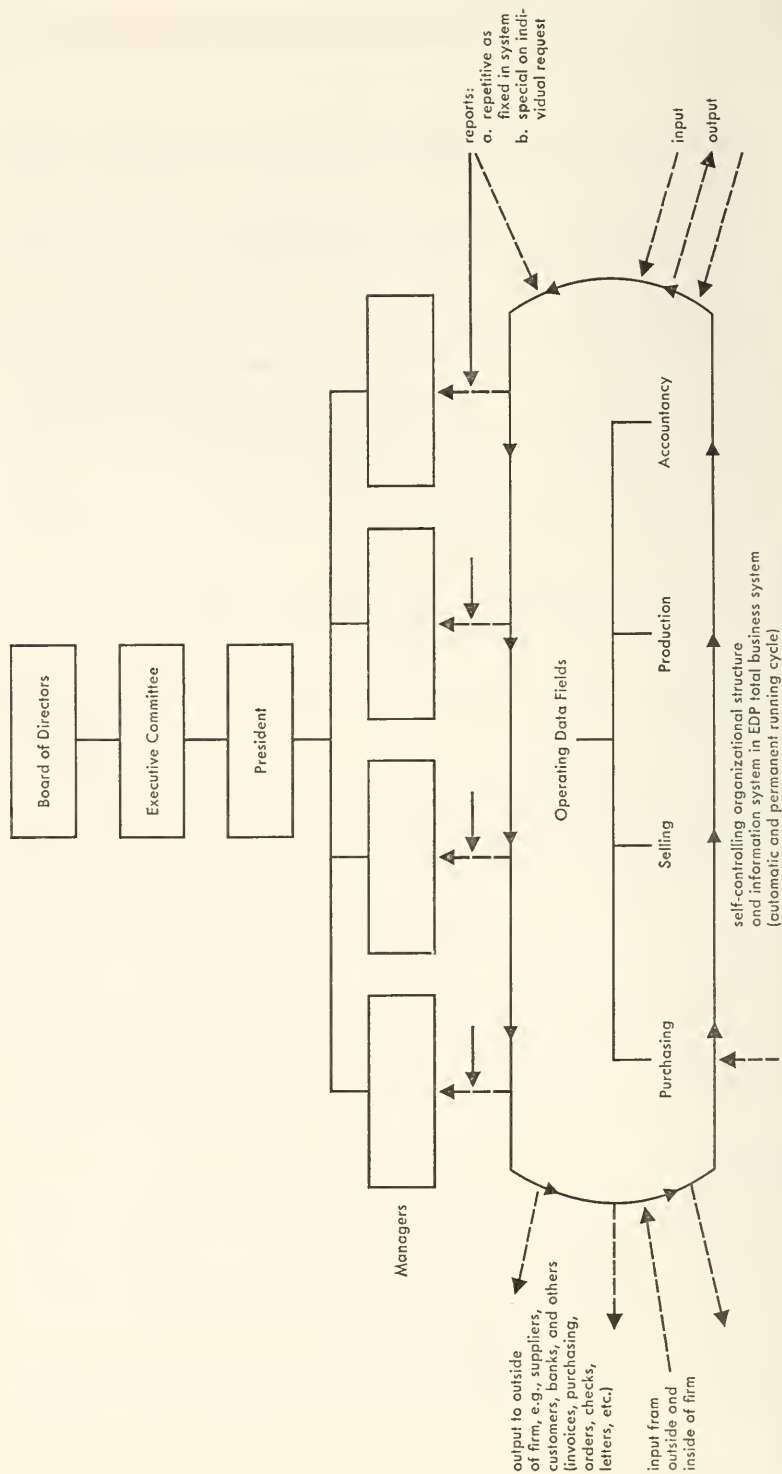 Board of Directors
Executive Committee
President
Managers
reports:
a. repetitive as
fixed in system
b. special on indi-
vidual request
output to outside
of firm, e.g., suppliers,
customers, banks, and others
(invoices, purchasing,
orders, checks,
letters, etc.)
input fram
outside ond
inside of firm
Operating Data Fields
Purchasing
Selling
Production
Accountancy
input
output
self-controlling organizational structure
ond information system in EDP total business system
(automatic and permanent running cycle)